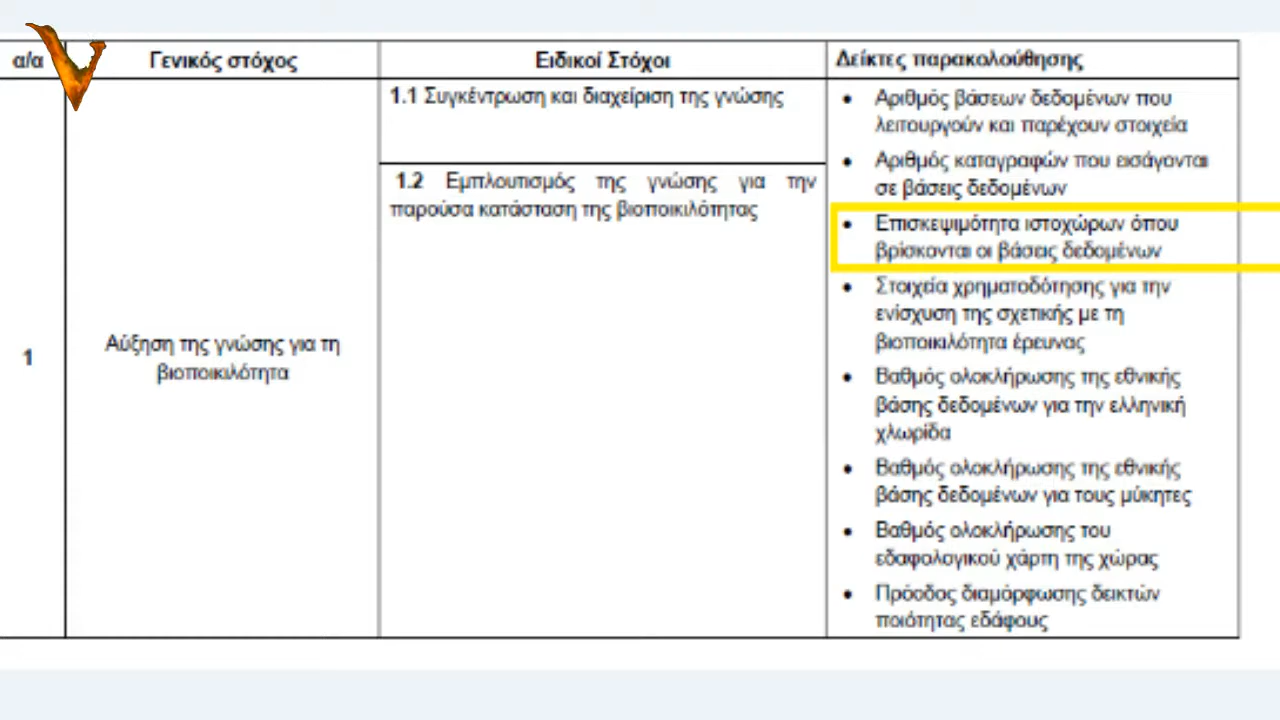 α/α
Γενικός στόχος
Ειδικοί Στόχοι
Δείκτες παρακολούθησης
1
Αύξηση της γνώσης για τη
βιοποικιλότητα
1.1 Συγκέντρωση και διαχείριση της γνώσης
1.2 Εμπλουτισμός της γνώσης για την
παρούσα κατάσταση της βιοποικιλότητας
• Αριθμός βάσεων δεδομένων που
λειτουργούν και παρέχουν στοιχεία
• Αριθμός καταγραφών που εισάγονται
σε βάσεις δεδομένων
• Επισκεψιμότητα ιστοχώρων όπου
βρίσκονται οι βάσεις δεδομένων
• Στοιχεία χρηματοδότησης για την
ενίσχυση της σχετικής με τη
βιοποικιλότητα έρευνας
• Βαθμός ολοκλήρωσης της εθνικής
βάσης δεδομένων για την ελληνική
χλωρίδα
• Βαθμός ολοκλήρωσης της εθνικής
βάσης δεδομένων για τους μύκητες
• Βαθμός ολοκλήρωσης του
εδαφολογικού χάρτη της χώρας
• Πρόοδος διαμόρφωσης δεικτών
ποιότητας εδάφους